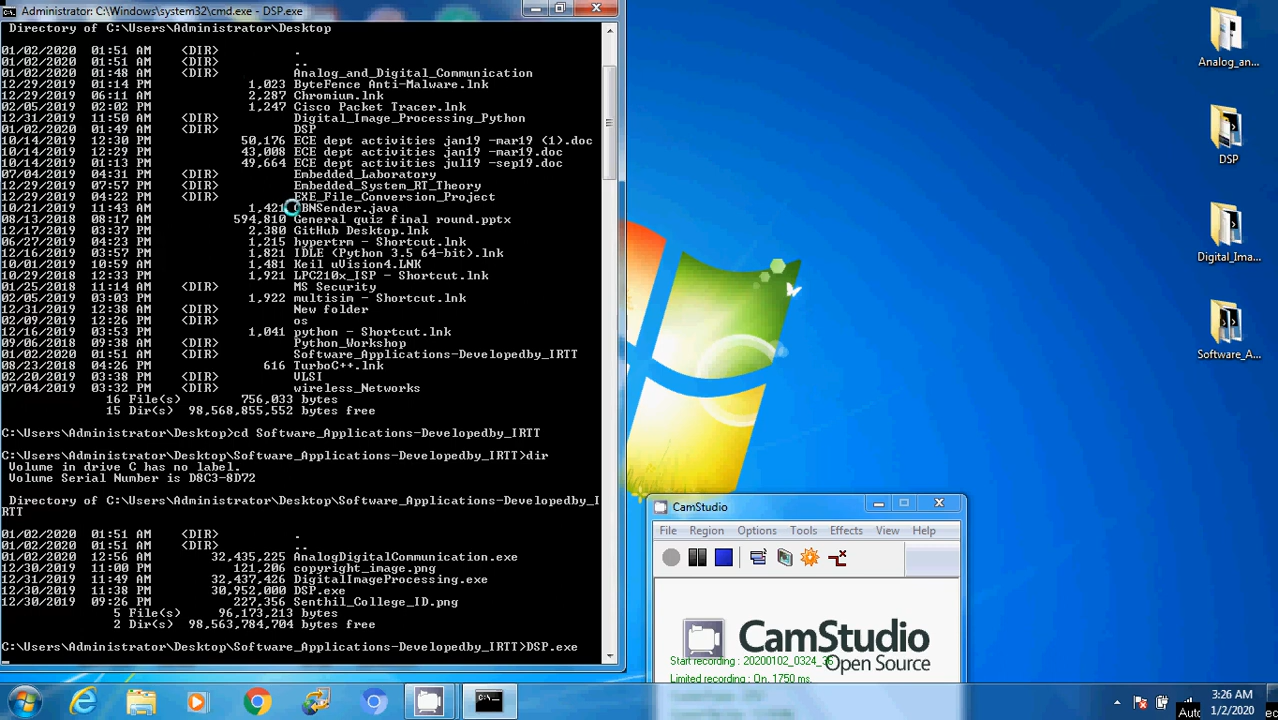 Administrator: C:\Windows\system32\cmd.exe - DSP.exe
Directory of C:\Users\Administrator\Desktop
01/02/2020 01:51 AM <DIR> .
01/02/2020 01:51 AM <DIR> ..
01/02/2020 01:48 AM <DIR> Analog_and_Digital_Communication
12/29/2019 01:14 PM 1,023 ByteFence Anti-Malware.lnk
12/29/2019 06:11 PM 2,287 Chromium.lnk
02/05/2019 02:02 PM 1,247 Cisco Packet Tracer.lnk
12/31/2019 11:50 AM <DIR> Digital_Image_Processing_Python
01/02/2020 01:49 AM <DIR> DSP
10/14/2019 12:30 PM 50,176 ECE dept activities jan19 -mar19 (1).doc
10/14/2019 12:28 PM 43,008 ECE dept activities jan19 -mar19.doc
10/14/2019 01:13 PM 49,664 ECE dept activities jul19 -sep19.doc
07/04/2019 04:31 PM <DIR> Embedded_Laboratory
12/29/2019 07:57 PM <DIR> Embedded_System_RT_Theory
12/29/2019 04:22 PM <DIR> EXE_File_Conversion_Project
10/21/2019 11:43 AM 1,421 GBNSender.java
08/13/2018 08:17 AM 594,810 General quiz final round.pptx
12/17/2019 03:37 PM 2,380 GitHub Desktop.lnk
06/27/2019 04:23 PM 1,215 hypertrm - Shortcut.lnk
12/16/2019 03:57 PM 1,821 IDLE (Python 3.5 64-bit).lnk
10/01/2019 10:59 AM 1,481 Keil uVision4.LNK
10/29/2018 12:33 PM 1,921 LPC210x_ISP - Shortcut.lnk
01/25/2018 11:14 AM <DIR> MS Security
02/05/2019 03:03 PM 1,922 multisim - Shortcut.lnk
12/31/2019 12:38 AM <DIR> New folder
02/09/2019 12:26 PM <DIR> os
12/16/2019 03:53 PM 1,041 python - Shortcut.lnk
09/06/2018 09:38 AM <DIR> Python_Workshop
01/02/2020 01:51 AM <DIR> Software_Applications-Developedby_IRTT
08/23/2018 04:26 PM 616 TurboC++.lnk
02/20/2019 03:38 PM <DIR> VLSI
07/04/2019 03:32 PM <DIR> wireless_Networks
16 File(s) 756,033 bytes
15 Dir(s) 98,568,855,552 bytes free
C:\Users\Administrator\Desktop>cd Software_Applications-Developedby_IRTT
C:\Users\Administrator\Desktop\Software_Applications-Developedby_IRTT>dir
Volume in drive C has no label.
Volume Serial Number is D8C3-8D72
Directory of C:\Users\Administrator\Desktop\Software_Applications-Developedby_I
RTT
01/02/2020 01:51 AM <DIR> .
01/02/2020 01:51 AM <DIR> ..
01/02/2020 12:56 AM 32,435,225 AnalogDigitalCommunication.exe
12/30/2019 11:00 PM 121,206 copyright_image.png
12/31/2019 11:49 AM 32,437,426 DigitalImageProcessing.exe
12/30/2019 11:38 PM 30,952,000 DSP.exe
12/30/2019 09:26 PM 227,356 Senthil_College_ID.png
5 File(s) 96,173,213 bytes
2 Dir(s) 98,563,784,704 bytes free
C:\Users\Administrator\Desktop\Software_Applications-Developedby_IRTT>DSP.exe
Analog_an...
DSP
Digital_Ima...
Software_A...
CamStudio
File Region Options Tools Effects View Help
CamStudio
Open Source
Start recording : 20200102_0324_36
Limited recording : On, 1750 ms.
3:26 AM
1/2/2020